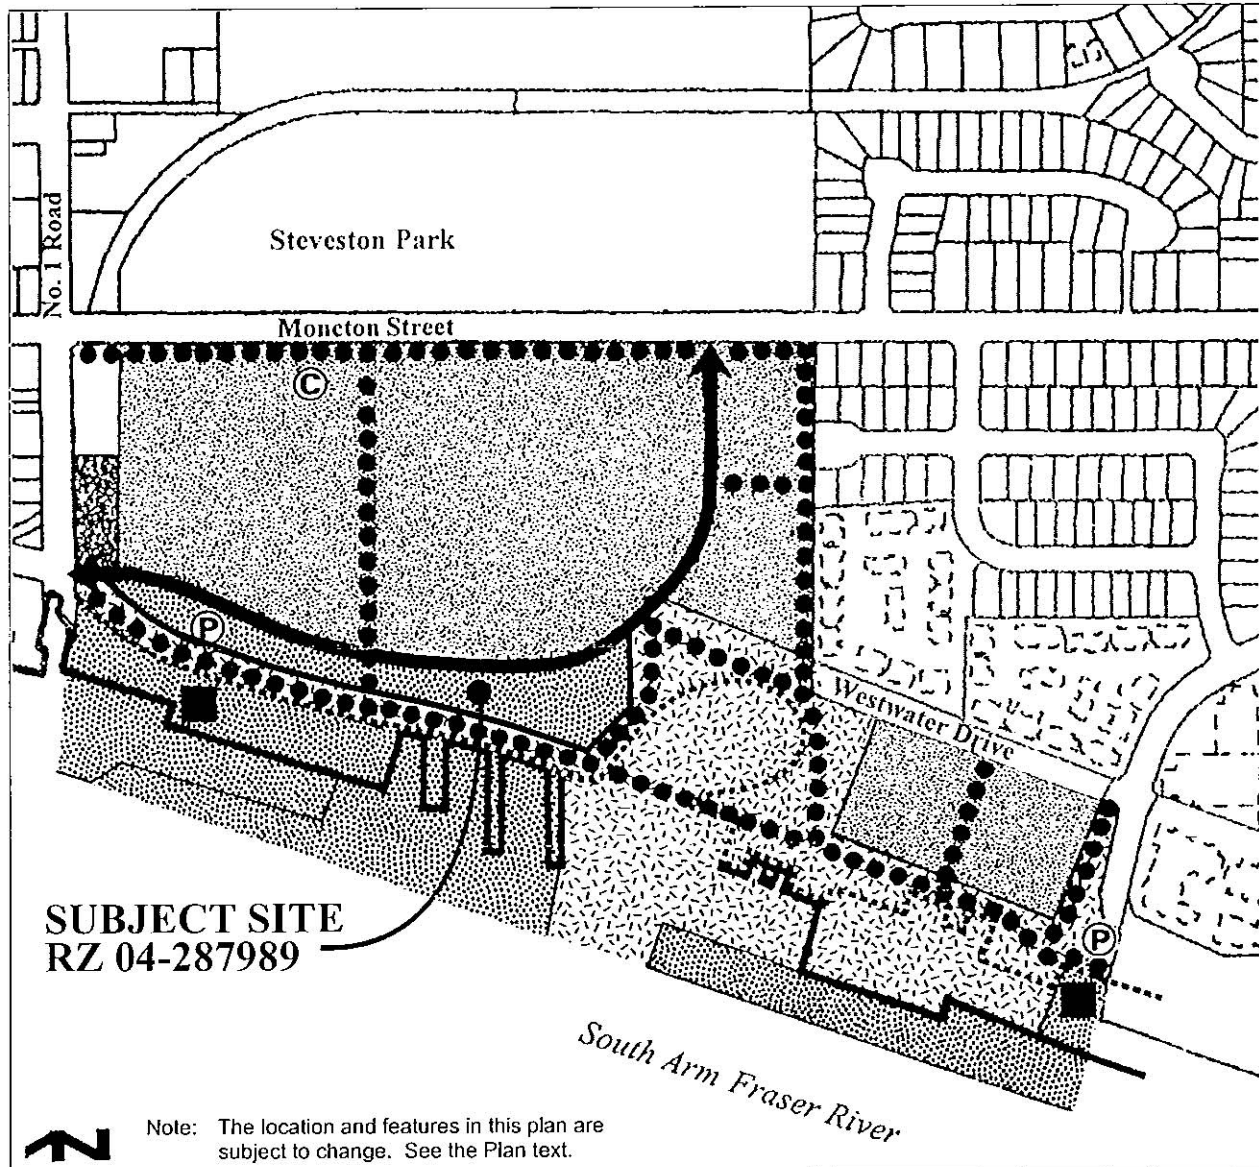 Steveston Park
No. 1 Road
Moncton Street
C
P
Westwater Drive
SUBJECT SITE
RZ 04-287989
P
South Arm Fraser River
N
Note: The location and features in this plan are
subject to change. See the Plan text.